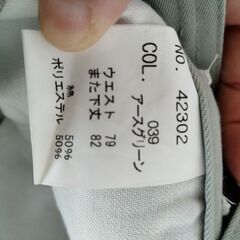 NO. 42302
COL. 039
アースグリーン
ウエスト 79
また下丈 82
綿 50%
ポリエステル 50%